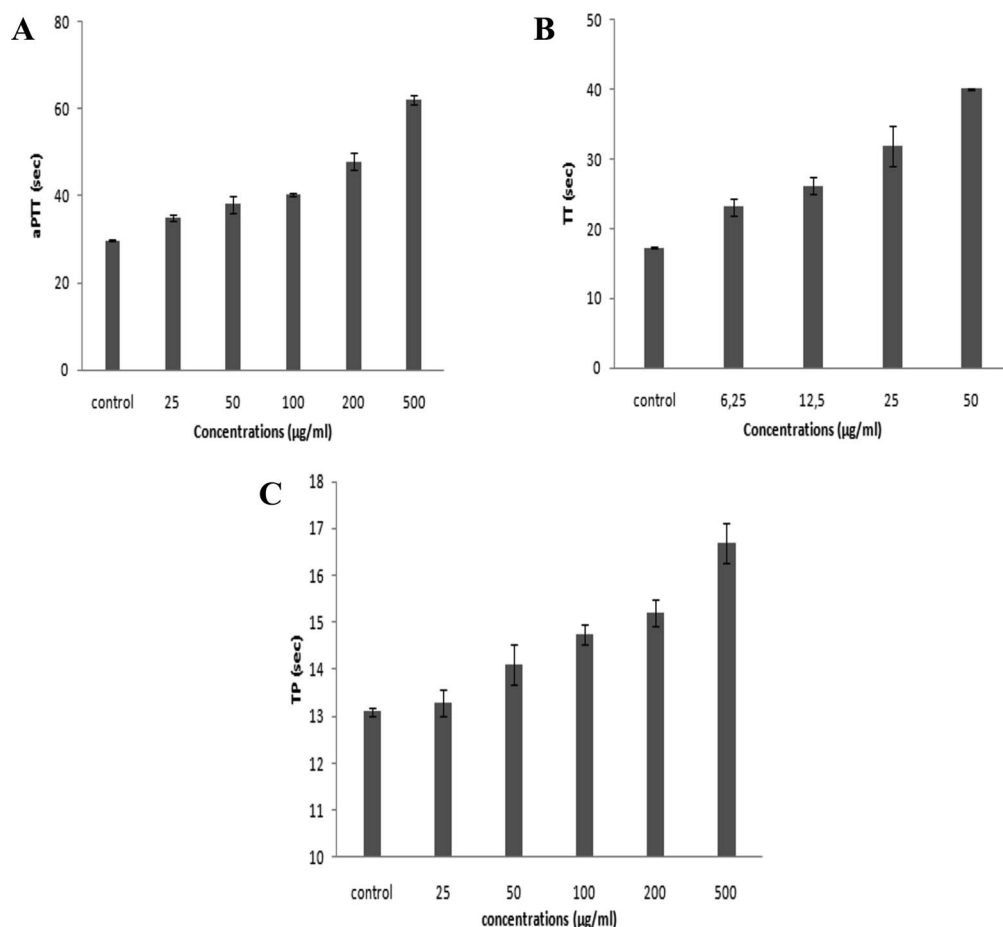 A
80
60
40
20
0
aPTT (sec)
control 25 50 100 200 500
Concentrations (µg/ml)
B
50
40
30
20
10
0
TT (sec)
control 6,25 12,5 25 50
Concentrations (µg/ml)
C
18
17
16
15
14
13
12
11
10
TP (sec)
control 25 50 100 200 500
concentrations (µg/ml)